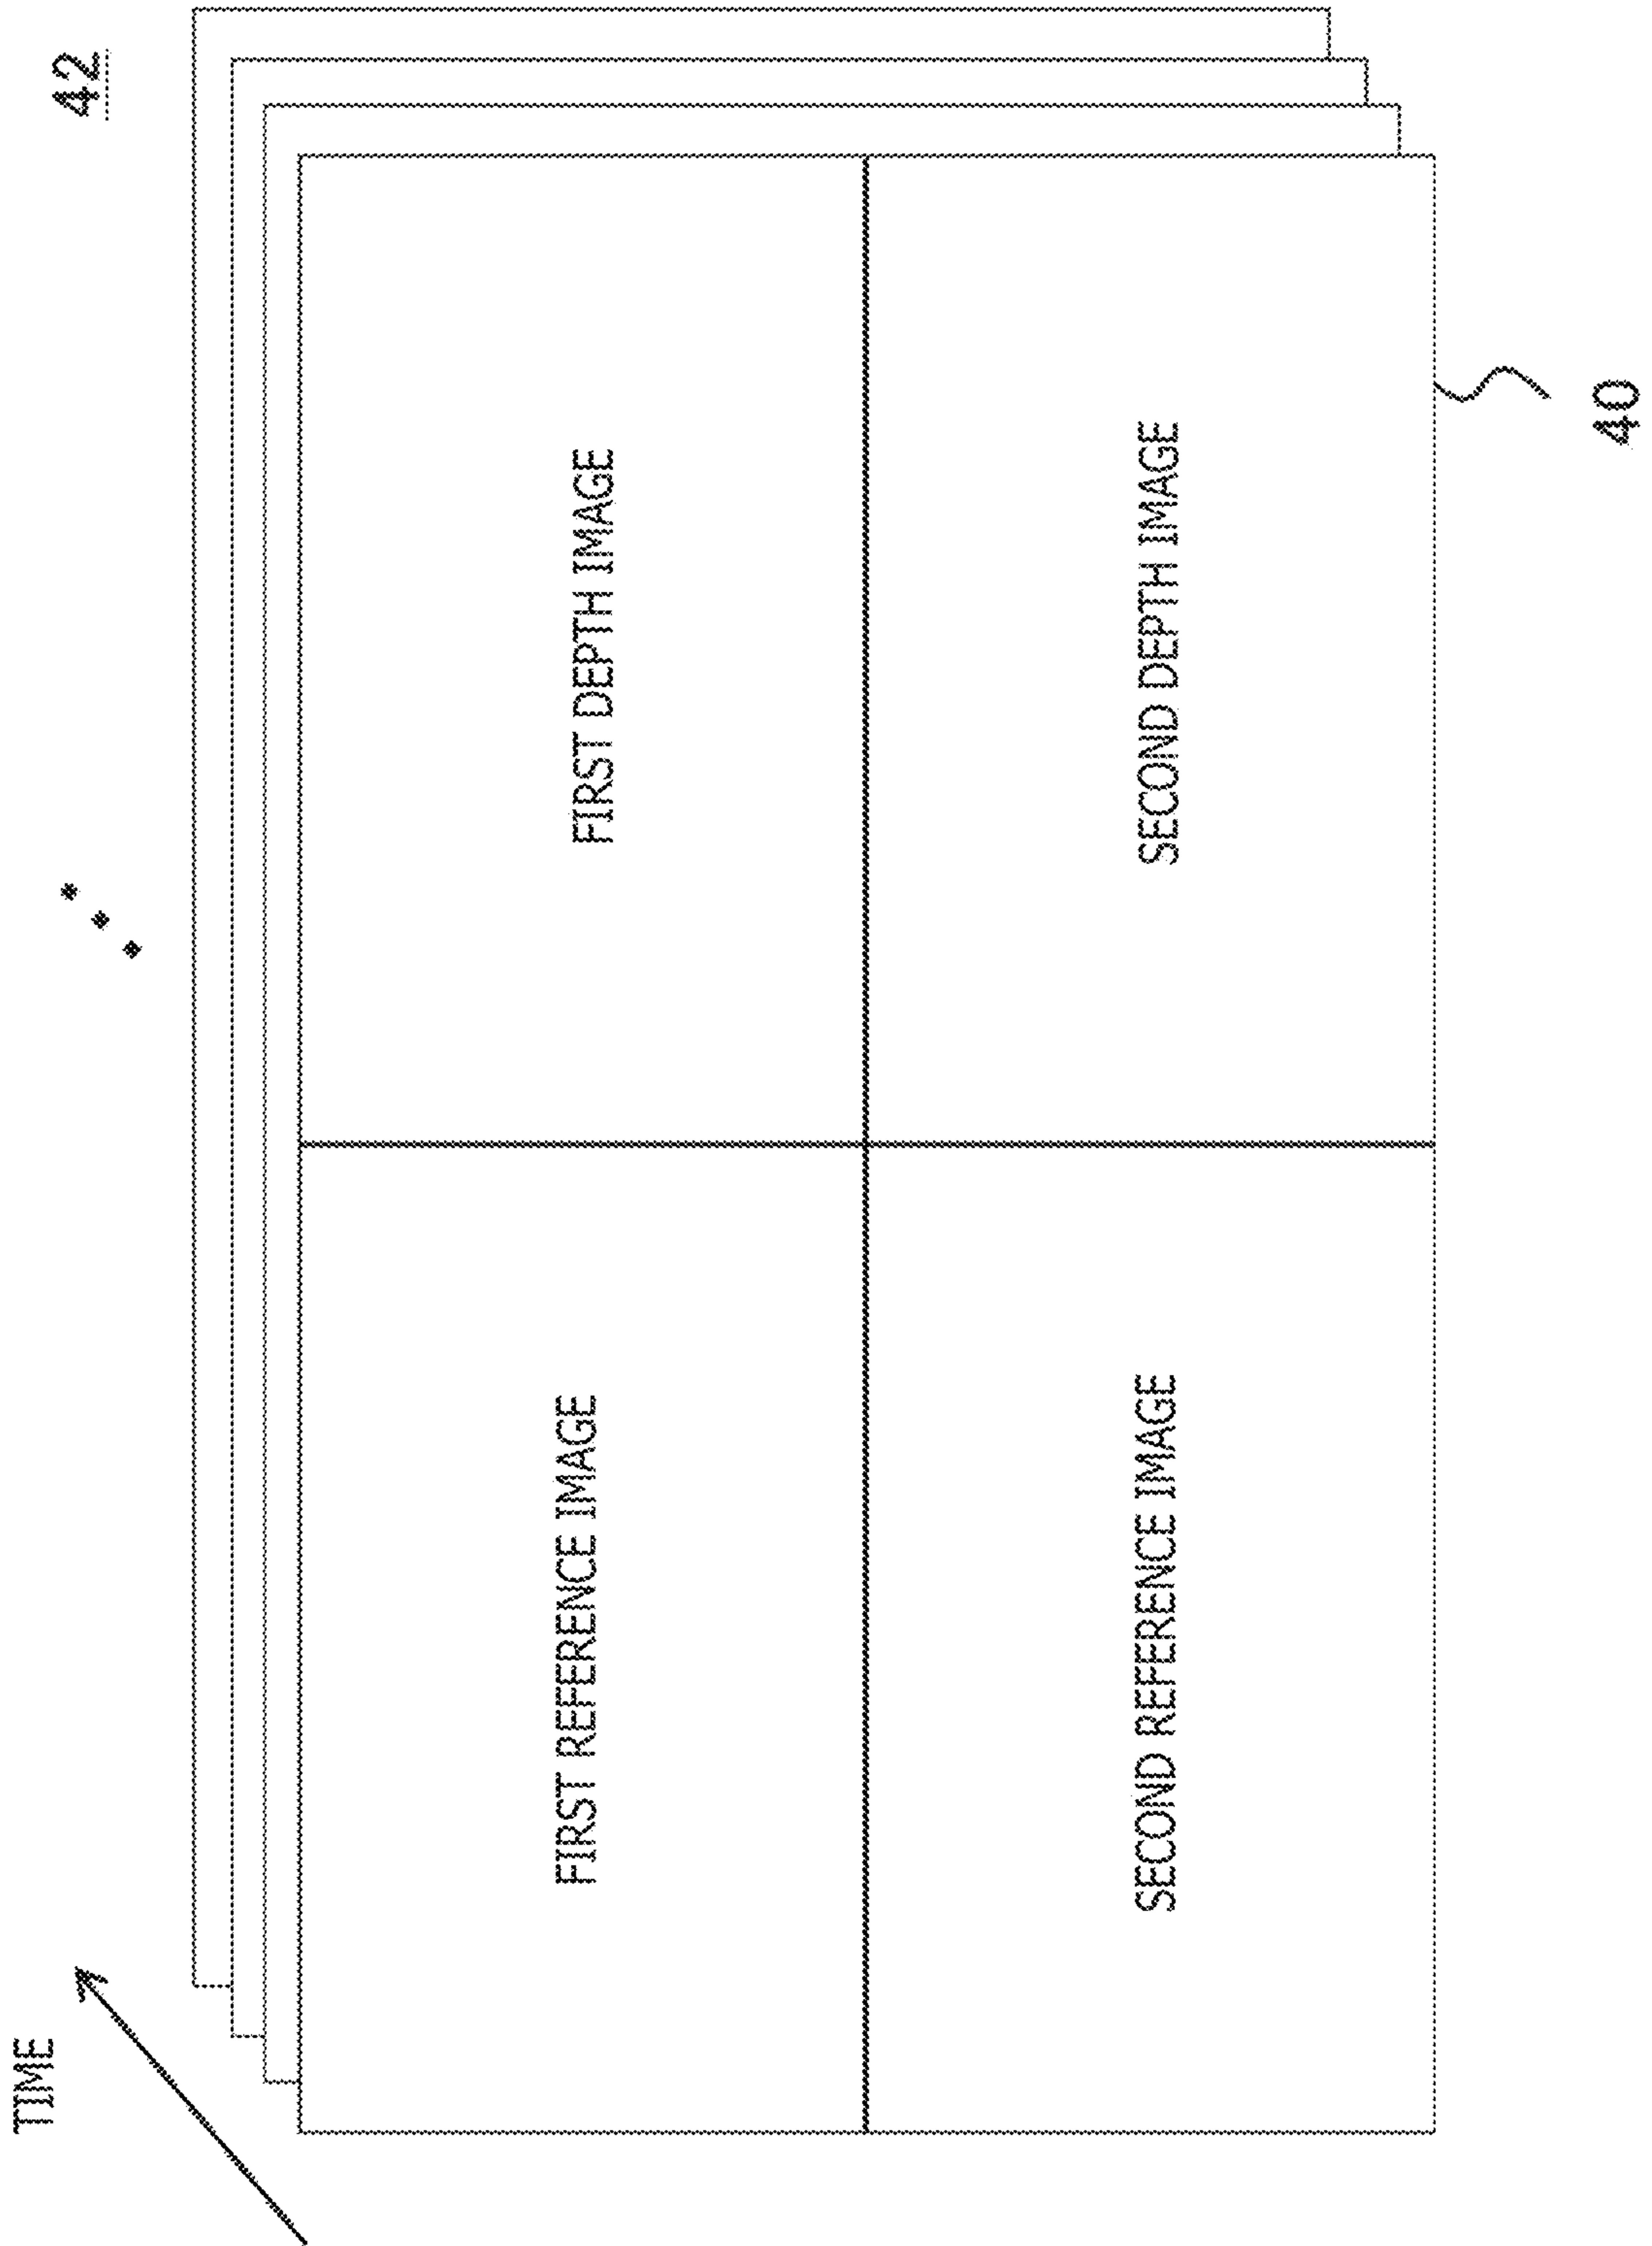 42
TIME
FIRST REFERENCE IMAGE
FIRST DEPTH IMAGE
SECOND REFERENCE IMAGE
SECOND DEPTH IMAGE
40